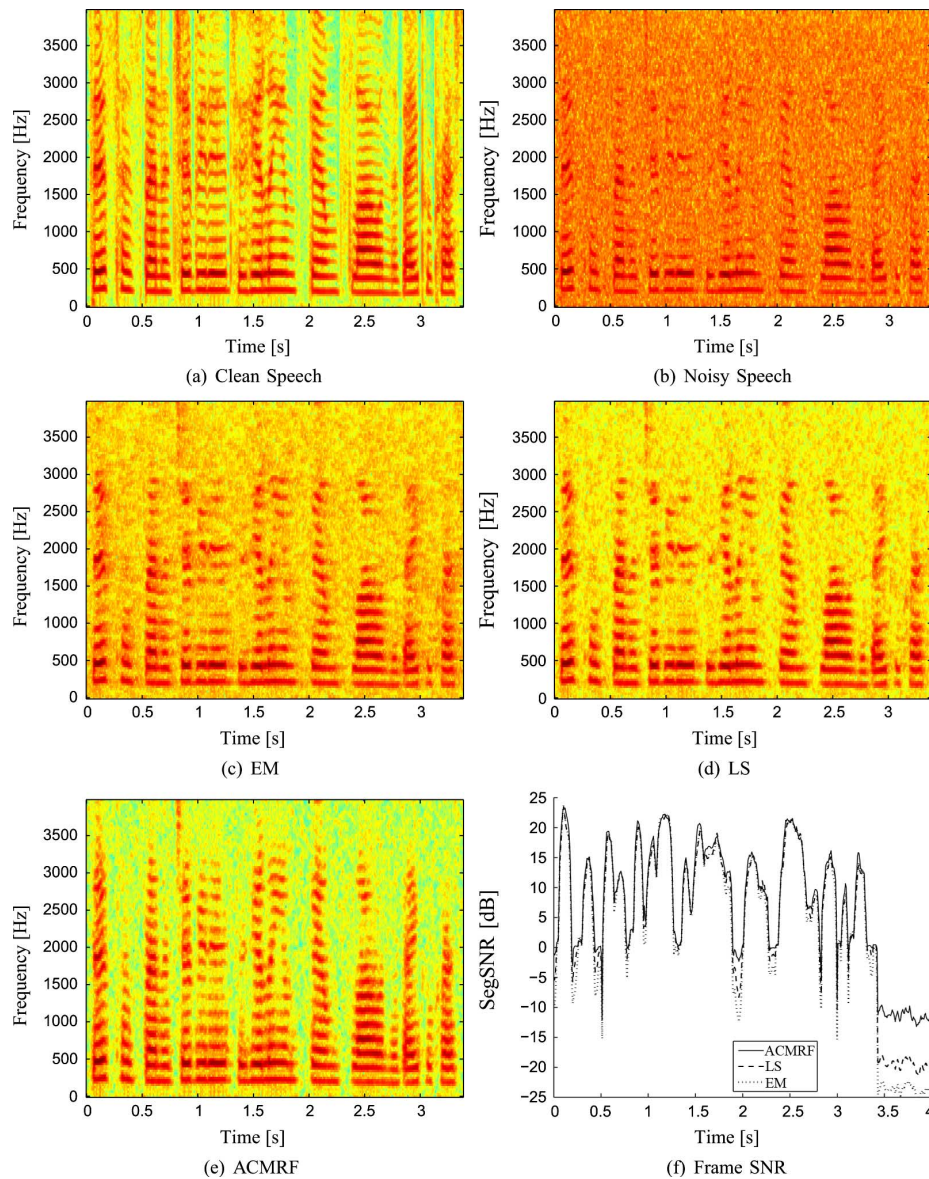 Frequency [Hz]
3500
3000
2500
2000
1500
1000
500
0
0 0.5 1 1.5 2 2.5 3
Time [s]
(a) Clean Speech
Frequency [Hz]
3500
3000
2500
2000
1500
1000
500
0
0 0.5 1 1.5 2 2.5 3
Time [s]
(b) Noisy Speech
Frequency [Hz]
3500
3000
2500
2000
1500
1000
500
0
0 0.5 1 1.5 2 2.5 3
Time [s]
(c) EM
Frequency [Hz]
3500
3000
2500
2000
1500
1000
500
0
0 0.5 1 1.5 2 2.5 3
Time [s]
(d) LS
Frequency [Hz]
3500
3000
2500
2000
1500
1000
500
0
0 0.5 1 1.5 2 2.5 3
Time [s]
(e) ACMRF
SegSNR [dB]
25
20
15
10
5
0
−5
−10
−15
−20
−25
ACMRF
LS
EM
0 0.5 1 1.5 2 2.5 3 3.5 4
Time [s]
(f) Frame SNR